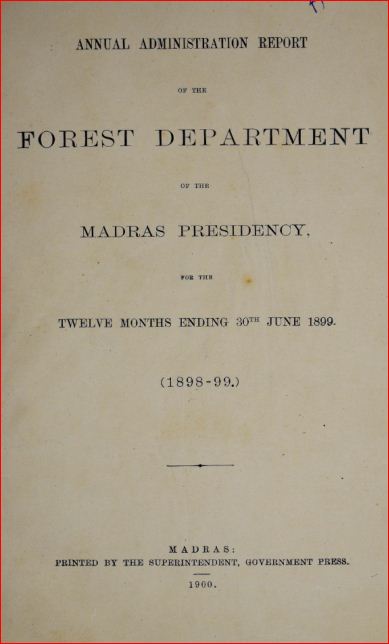 ANNUAL ADMINISTRATION REPORT
OF THE
FOREST DEPARTMENT
OF THE
MADRAS PRESIDENCY,
FOR THE
TWELVE MONTHS ENDING 30TH JUNE 1899.
(1898-99.)
MADRAS:
PRINTED BY THE SUPERINTENDENT, GOVERNMENT PRESS.
1900.